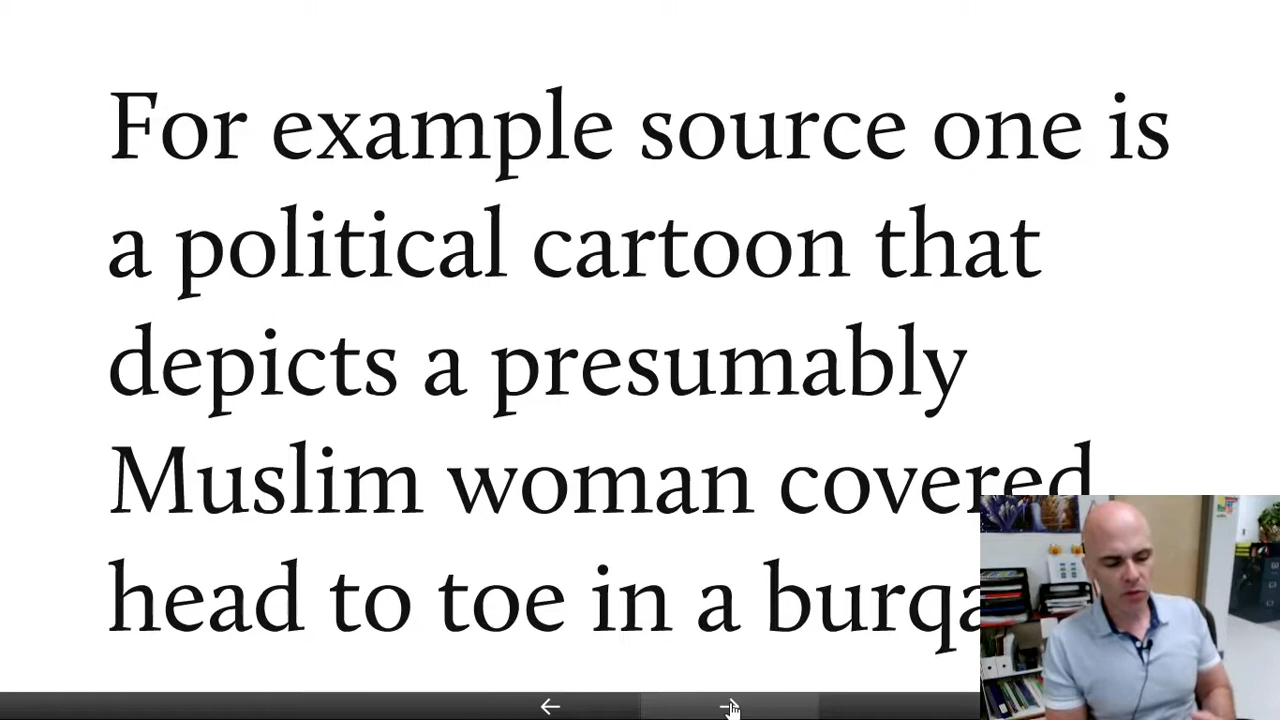 For example source one is
a political cartoon that
depicts a presumably
Muslim woman covered
head to toe in a burqa